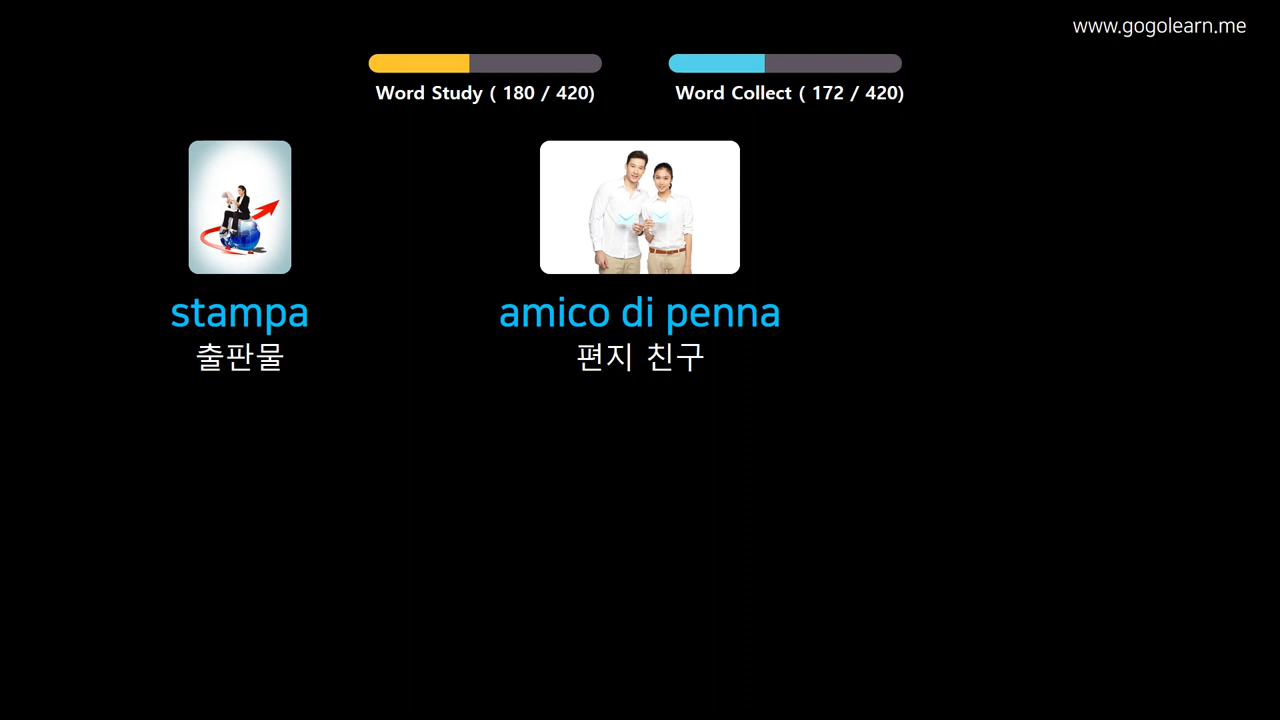 www.gogolearn.me
Word Study ( 180 / 420)
Word Collect ( 172 / 420)
stampa
출판물
amico di penna
편지 친구